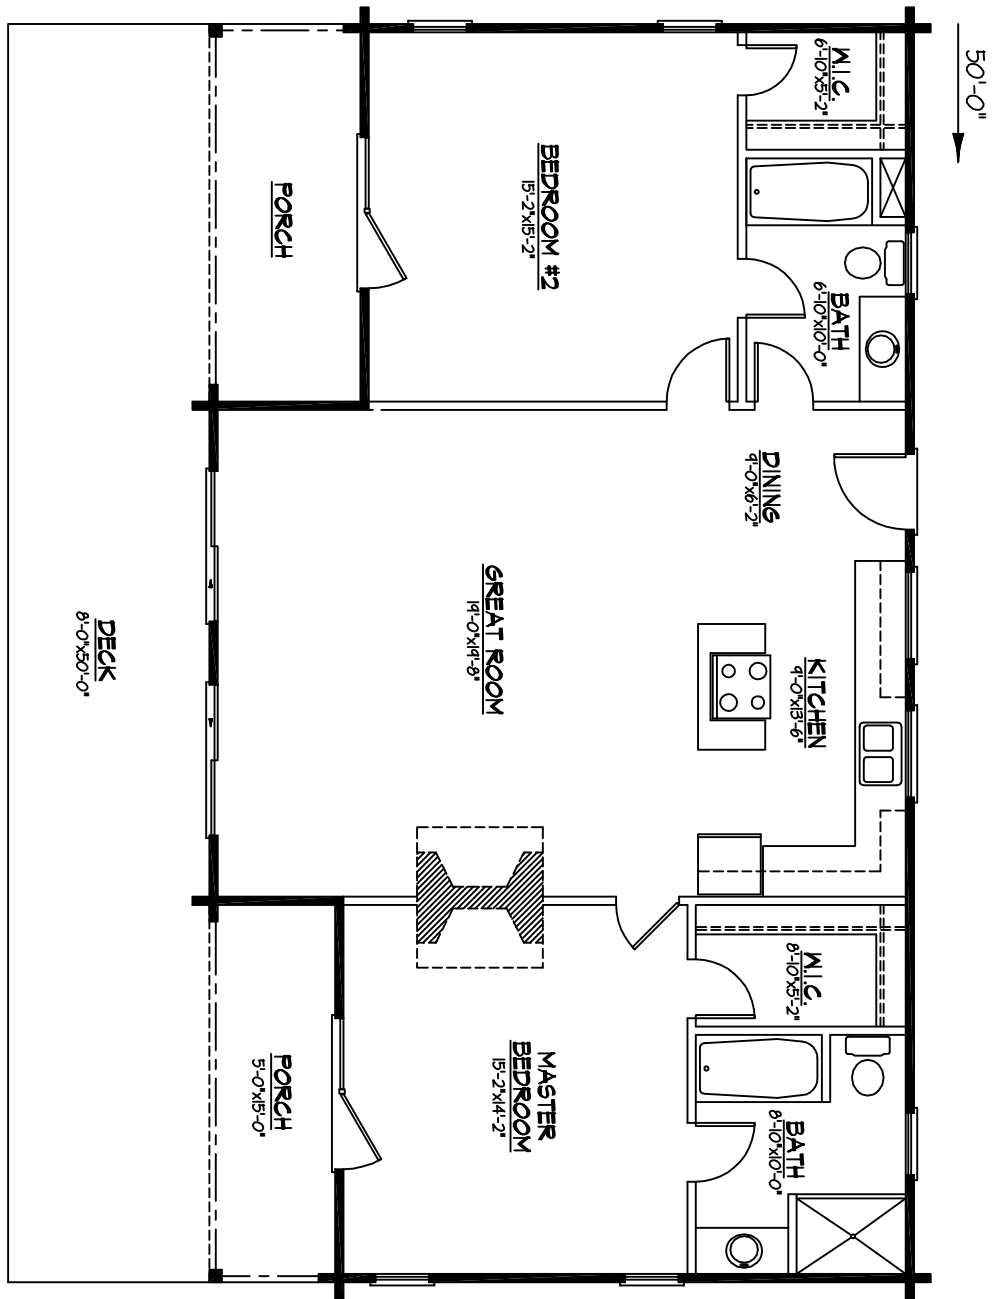 50'-0"
W.I.C.
6'-10"x5'-2"
BEDROOM #2
15'-2"x15'-2"
PORCH
BATH
6'-10"x10'-0"
DINING
9'-0"x6'-2"
KITCHEN
9'-0"x13'-6"
GREAT ROOM
19'-0"x19'-8"
DECK
8'-0"x50'-0"
W.I.C.
8'-10"x5'-2"
MASTER
BEDROOM
15'-2"x14'-2"
PORCH
5'-0"x15'-0"
BATH
8'-10"x10'-0"